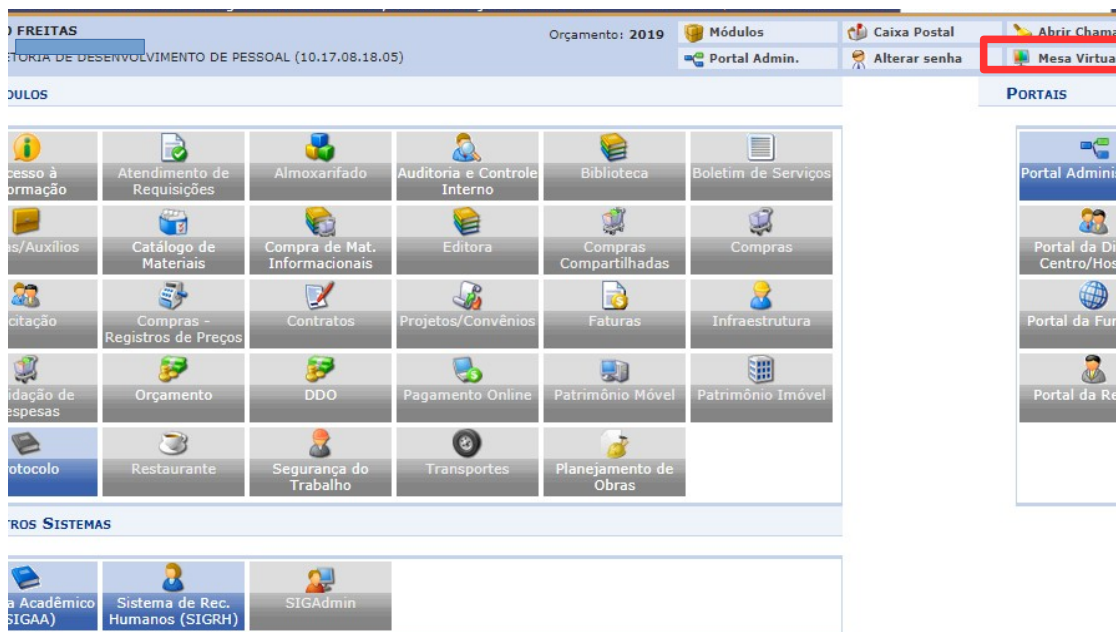 FREITAS
Orçamento: 2019
Módulos
Caixa Postal
Abrir Chama
DESENVOLVIMENTO DE PESSOAL (10.17.08.18.05)
Portal Admin.
Alterar senha
Mesa Virtua
DULOS
PORTAIS
cesso à
ormação
Atendimento de
Requisições
Almoxarifado
Auditoria e Controle
Interno
Biblioteca
Boletim de Serviços
Portal Adminis
as/Auxílios
Catálogo de
Materiais
Compra de Mat.
Informacionais
Editora
Compras
Compartilhadas
Compras
Portal da Di
Centro/Hos
citação
Compras -
Registros de Preços
Contratos
Projetos/Convênios
Faturas
Infraestrutura
Portal da Fun
idação de
espesas
Orçamento
DDO
Pagamento Online
Patrimônio Móvel
Patrimônio Imóvel
Portal da Re
otocolo
Restaurante
Segurança do
Trabalho
Transportes
Planejamento de
Obras
TROS SISTEMAS
a Acadêmico
SIGAA)
Sistema de Rec.
Humanos (SIGRH)
SIGAdmin